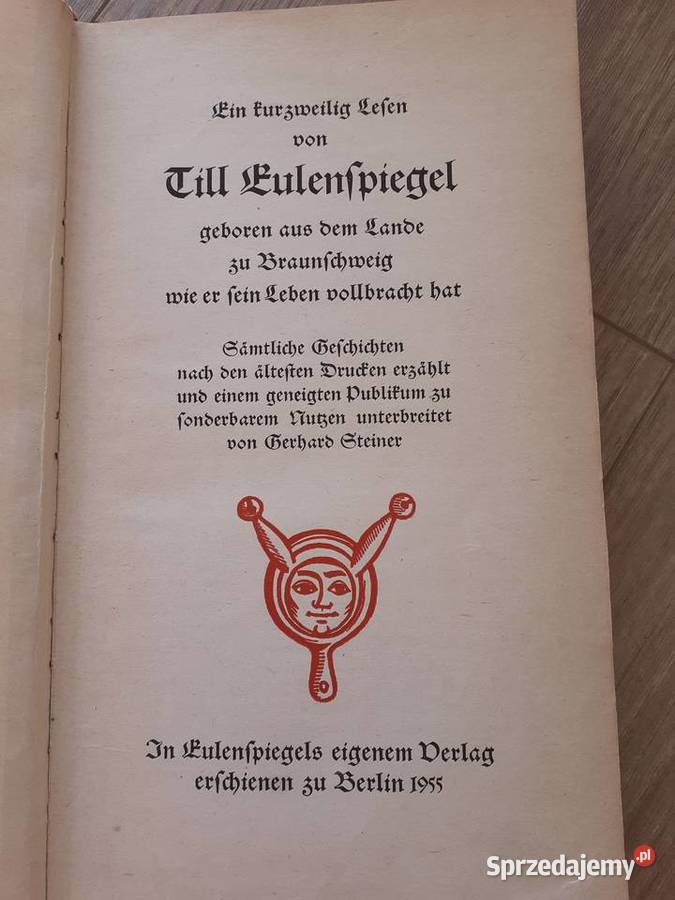 Ein kurzweilig Leſen
von
Till Eulenſpiegel
geboren aus dem Lande
zu Braunſchweig
wie er ſein Leben vollbracht hat
Sämtliche Geſchichten
nach den älteſten Drucken erzählt
und einem geneigten Publikum zu
ſonderbarem Nutzen unterbreitet
von Gerhard Steiner
In Eulenſpiegels eigenem Verlag
erſchienen zu Berlin 1955
Sprzedajemy.pl